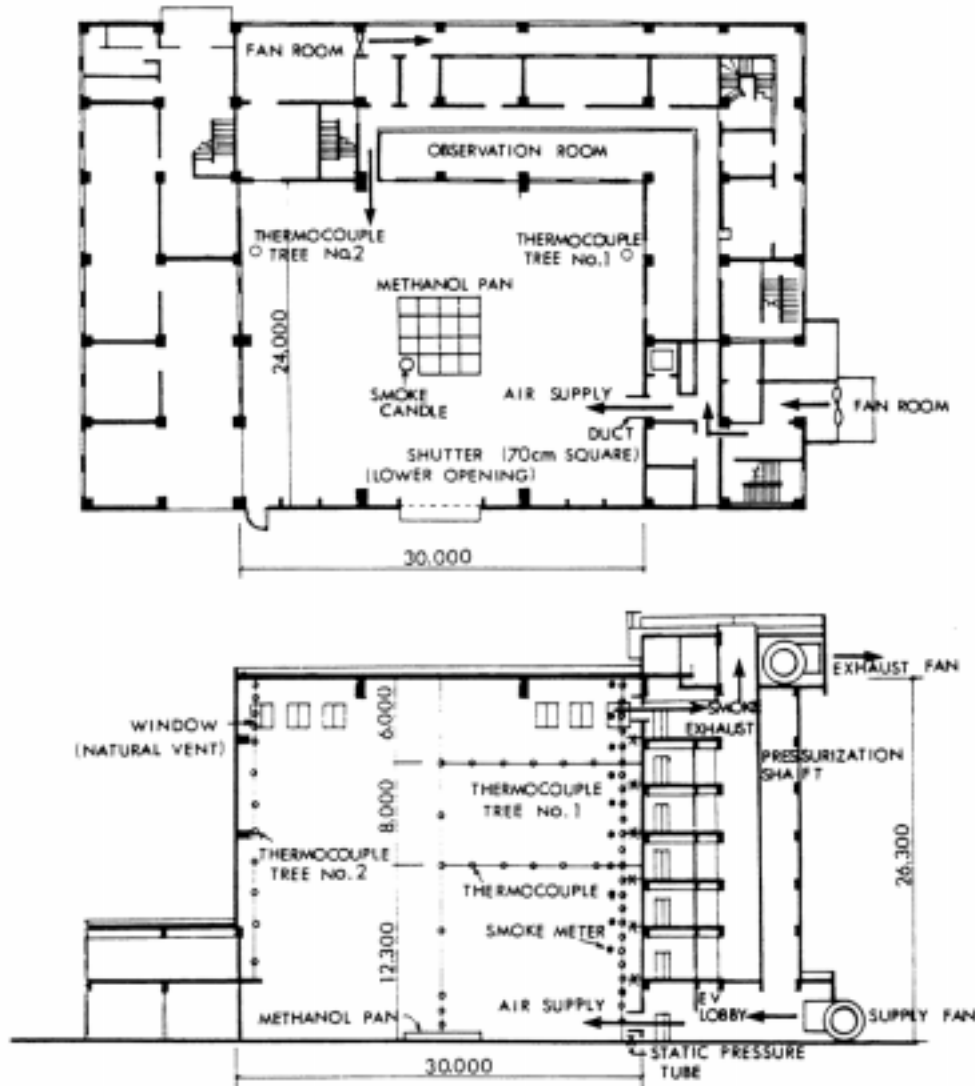 FAN ROOM
OBSERVATION ROOM
THERMOCOUPLE
TREE No.2
THERMOCOUPLE
TREE No.1
METHANOL PAN
24.000
SMOKE
CANDLE
AIR SUPPLY
FAN ROOM
DUCT
SHUTTER (70cm SQUARE)
(LOWER OPENING)
30.000
EXHAUST FAN
WINDOW
(NATURAL VENT)
6.000
SMOKE
EXHAUST
PRESSURIZATION
SHAFT
THERMOCOUPLE
TREE No.1
8.000
THERMOCOUPLE
TREE No.2
THERMOCOUPLE
26.300
SMOKE METER
12.300
AIR SUPPLY
EV
LOBBY
SUPPLY FAN
METHANOL PAN
STATIC PRESSURE
TUBE
30.000